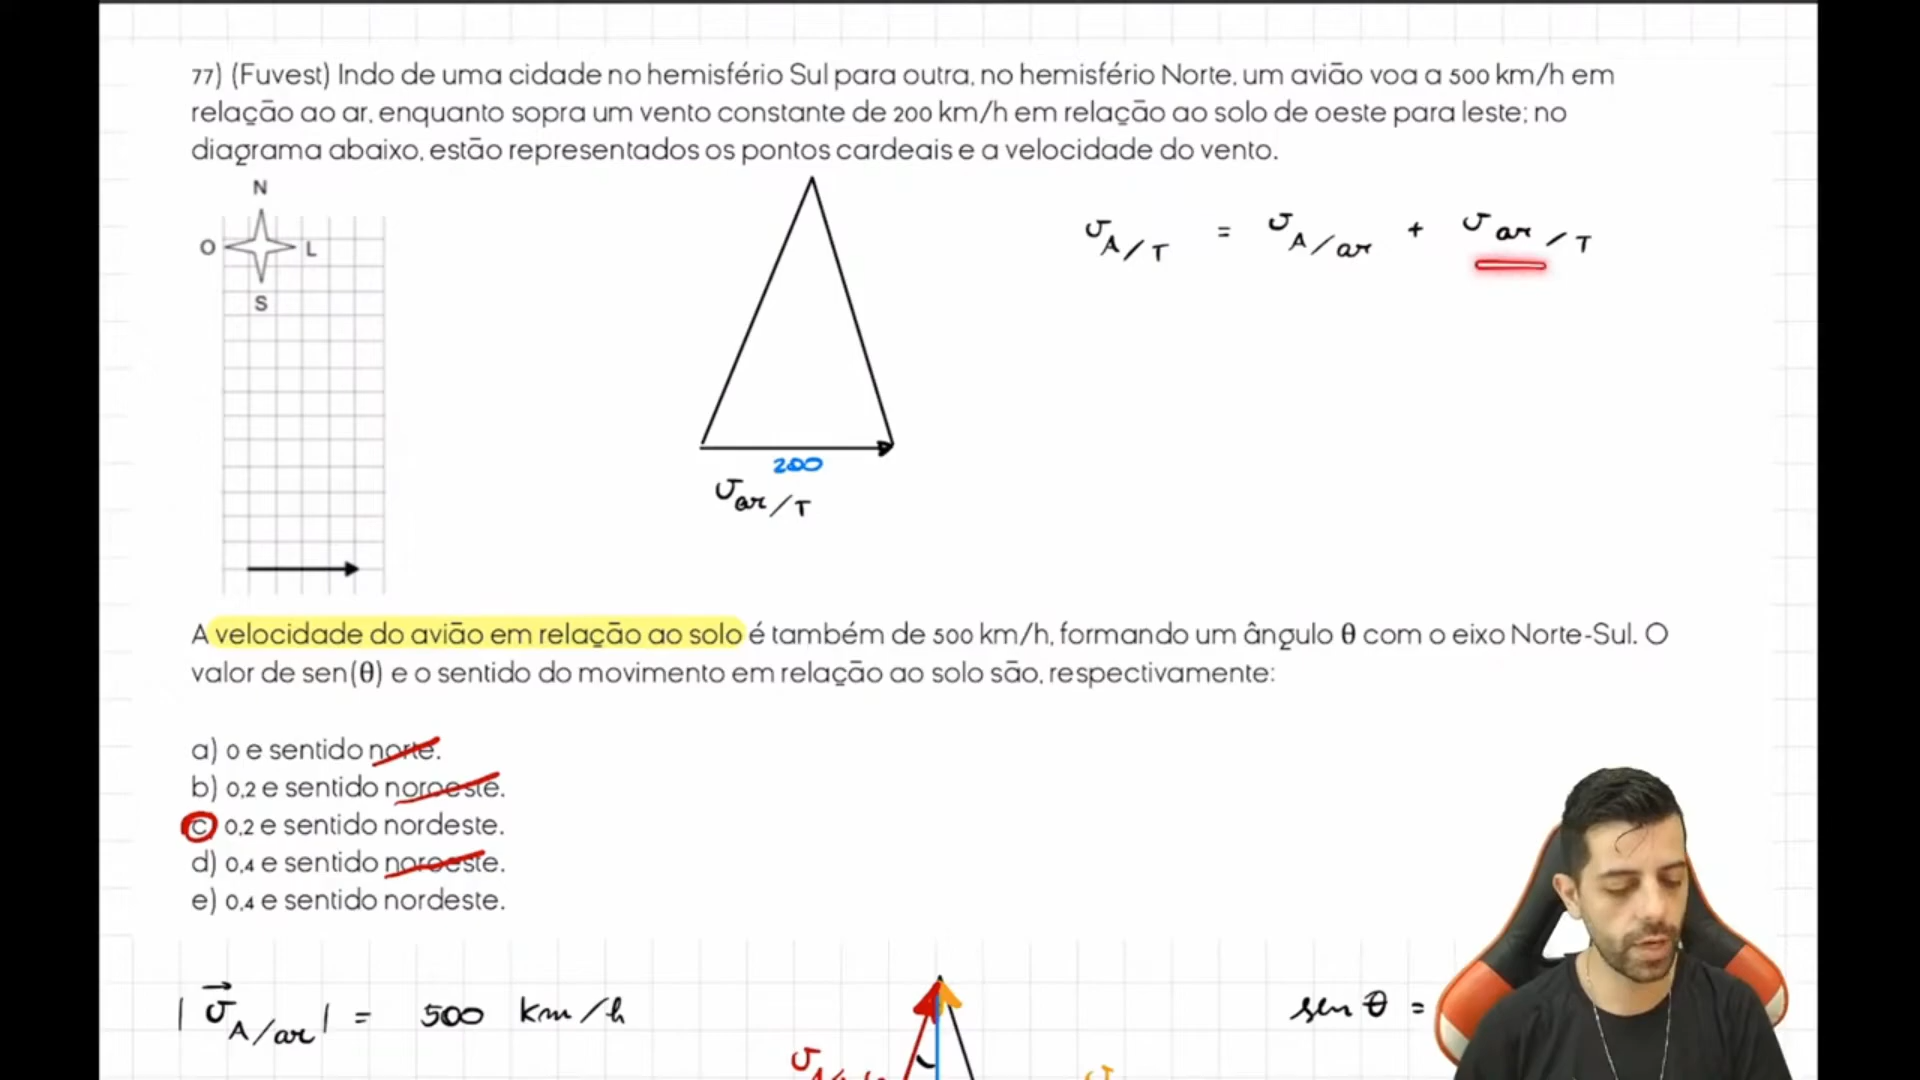 77) (Fuvest) Indo de uma cidade no hemisfério Sul para outra, no hemisfério Norte, um avião voa a 500 km/h em
relação ao ar, enquanto sopra um vento constante de 200 km/h em relação ao solo de oeste para leste; no
diagrama abaixo, estão representados os pontos cardeais e a velocidade do vento.
N
O L
S
v A/T = v A/ar + v ar/T
200
v ar/T
A velocidade do avião em relação ao solo é também de 500 km/h, formando um ângulo θ com o eixo Norte-Sul. O
valor de sen(θ) e o sentido do movimento em relação ao solo são, respectivamente:
a) 0 e sentido norte.
b) 0,2 e sentido noroeste.
c) 0,2 e sentido nordeste.
d) 0,4 e sentido noroeste.
e) 0,4 e sentido nordeste.
|v A/ar| = 500 km/h
sen θ =